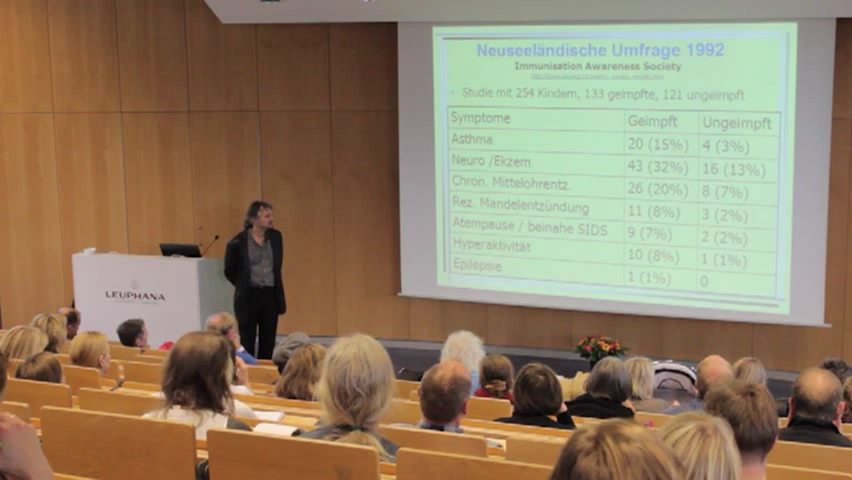 Neuseeländische Umfrage 1992
Immunisation Awareness Society
Studie mit 254 Kindern, 133 geimpfte, 121 ungeimpft
Symptome Geimpft Ungeimpft
Asthma 20 (15%) 4 (3%)
Neuro /Ekzem 43 (32%) 16 (13%)
Chron. Mittelohrentz. 26 (20%) 8 (7%)
Rez. Mandelentzündung 11 (8%) 3 (2%)
Atempause / beinahe SIDS 9 (7%) 2 (2%)
Hyperaktivität 10 (8%) 1 (1%)
Epilepsie 1 (1%) 0
LEUPHANA